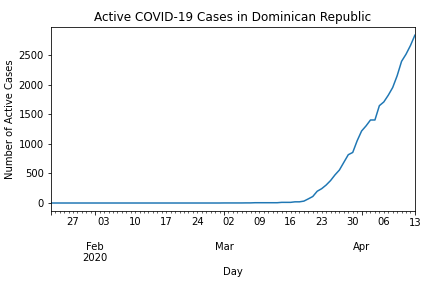 Active COVID-19 Cases in Dominican Republic
Number of Active Cases
2500
2000
1500
1000
500
0
27 03 10 17 24 02 09 16 23 30 06 13
Feb Mar Apr
2020
Day